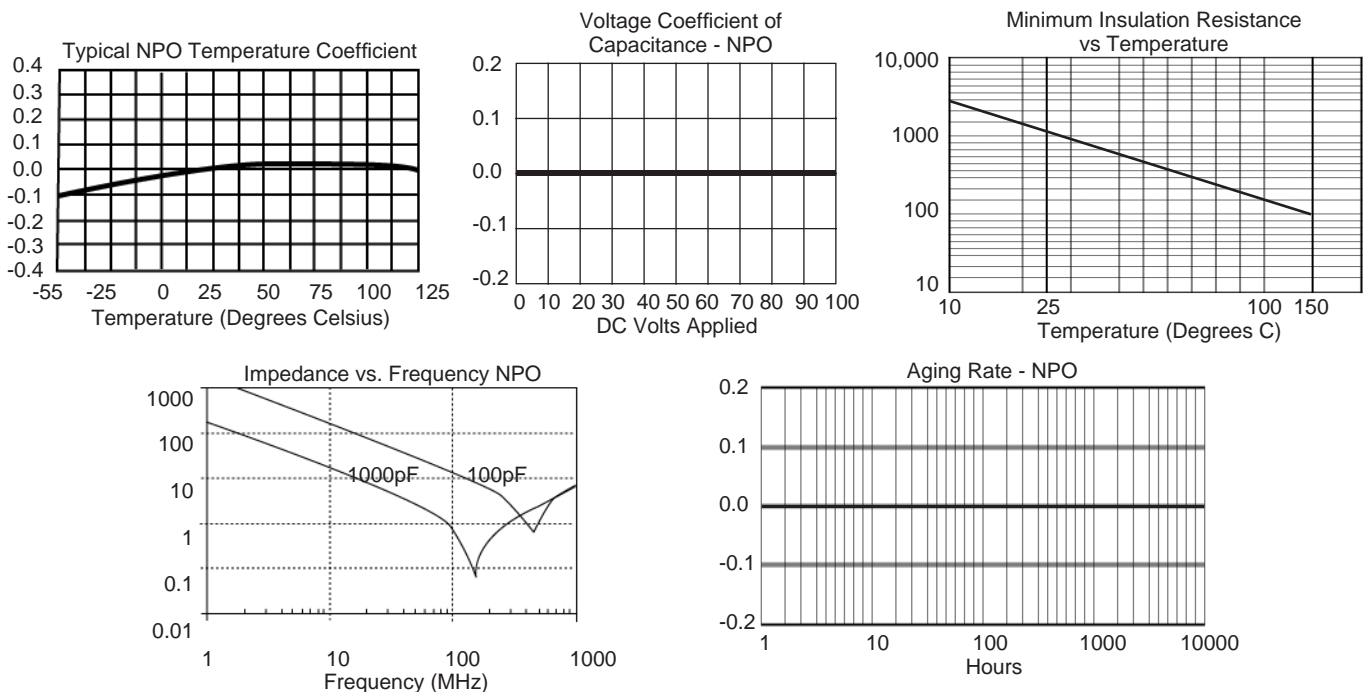 Typical NPO Temperature Coefficient
0.4
0.3
0.2
0.1
0.0
-0.1
-0.2
-0.3
-0.4
-55 -25 0 25 50 75 100 125
Temperature (Degrees Celsius)
Voltage Coefficient of
Capacitance - NPO
0.2
0.1
0.0
-0.1
-0.2
0 10 20 30 40 50 60 70 80 90 100
DC Volts Applied
Minimum Insulation Resistance
vs Temperature
10,000
1000
100
10
10 25 100 150
Temperature (Degrees C)
Impedance vs. Frequency NPO
1000
100
10
1
0.1
0.01
1000pF 100pF
1 10 100 1000
Frequency (MHz)
Aging Rate - NPO
0.2
0.1
0.0
-0.1
-0.2
1 10 100 1000 10000
Hours